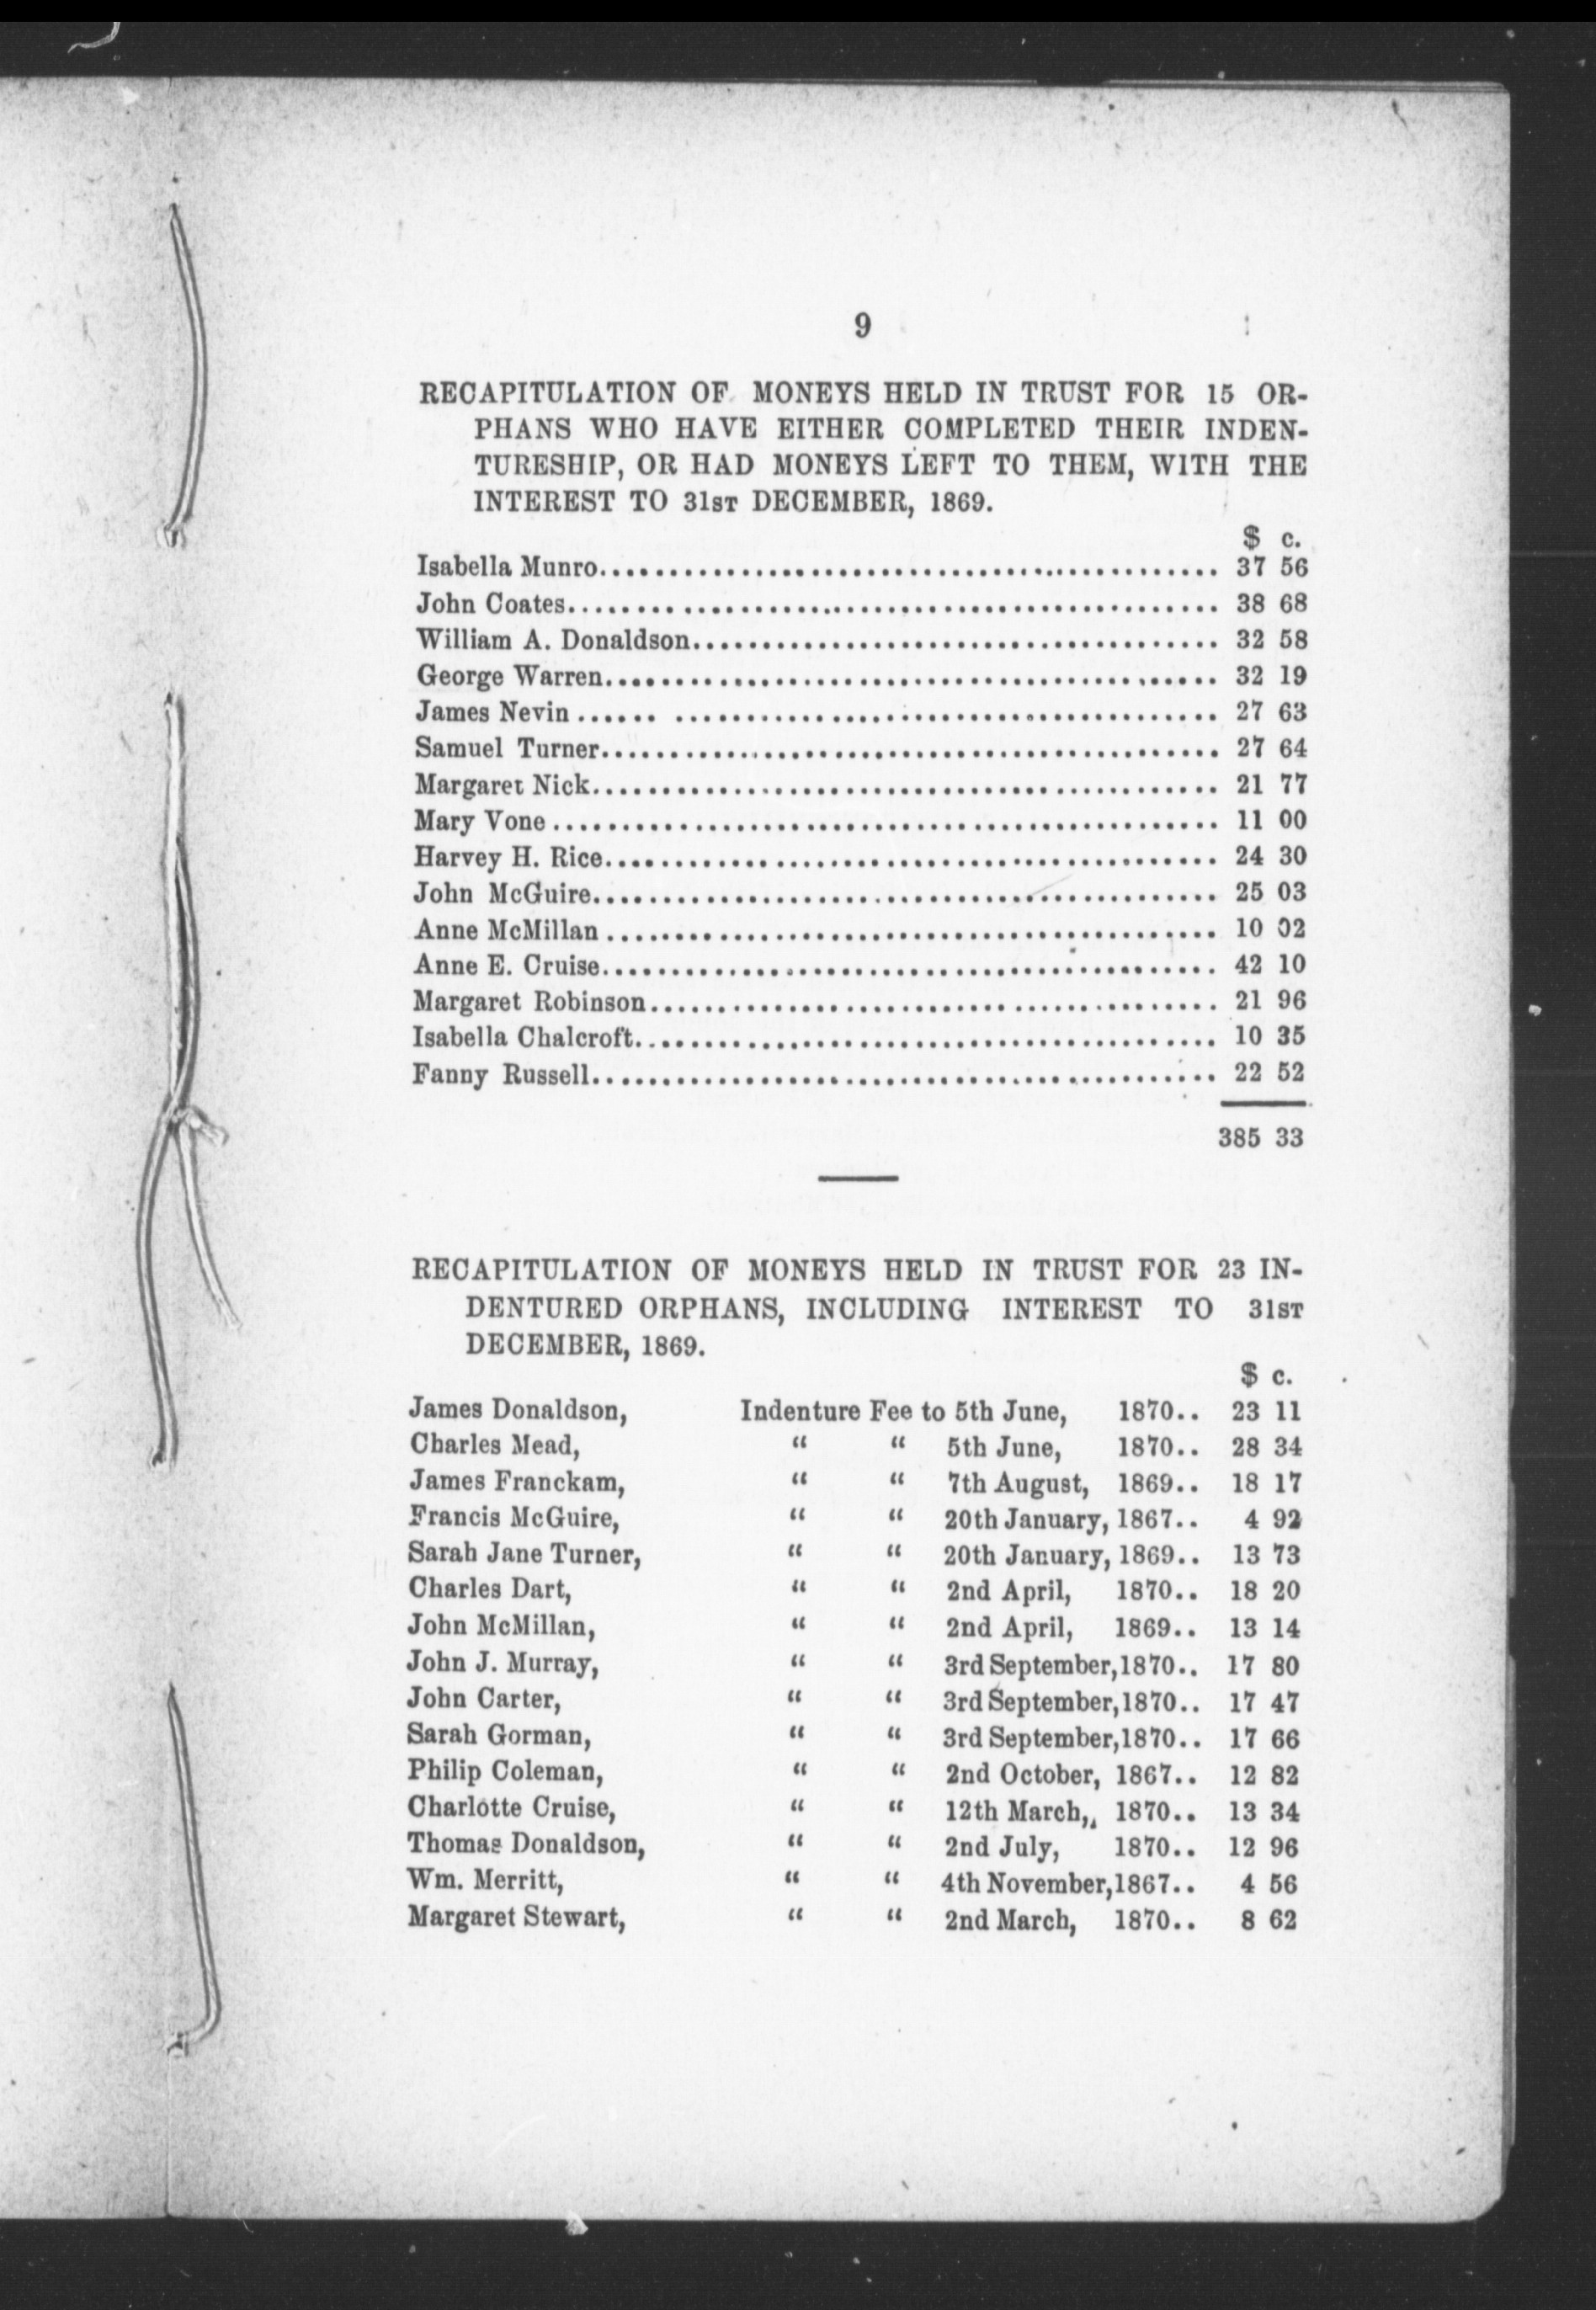 9
RECAPITULATION OF MONEYS HELD IN TRUST FOR 15 OR-
PHANS WHO HAVE EITHER COMPLETED THEIR INDEN-
TURESHIP, OR HAD MONEYS LEFT TO THEM, WITH THE
INTEREST TO 31ST DECEMBER, 1869.
$ c.
Isabella Munro.......... 37 56
John Coates.......... 38 68
William A. Donaldson.......... 32 58
George Warren.......... 32 19
James Nevin .......... 27 63
Samuel Turner.......... 27 64
Margaret Nick.......... 21 77
Mary Vone .......... 11 00
Harvey H. Rice.......... 24 30
John McGuire.......... 25 03
Anne McMillan .......... 10 02
Anne E. Cruise.......... 42 10
Margaret Robinson.......... 21 96
Isabella Chalcroft.......... 10 35
Fanny Russell.......... 22 52
385 33
RECAPITULATION OF MONEYS HELD IN TRUST FOR 23 IN-
DENTURED ORPHANS, INCLUDING INTEREST TO 31ST
DECEMBER, 1869.
$ c.
James Donaldson, Indenture Fee to 5th June, 1870.. 23 11
Charles Mead, “ “ 5th June, 1870.. 28 34
James Franckam, “ “ 7th August, 1869.. 18 17
Francis McGuire, “ “ 20th January, 1867.. 4 92
Sarah Jane Turner, “ “ 20th January, 1869.. 13 73
Charles Dart, “ “ 2nd April, 1870.. 18 20
John McMillan, “ “ 2nd April, 1869.. 13 14
John J. Murray, “ “ 3rd September, 1870.. 17 80
John Carter, “ “ 3rd September, 1870.. 17 47
Sarah Gorman, “ “ 3rd September, 1870.. 17 66
Philip Coleman, “ “ 2nd October, 1867.. 12 82
Charlotte Cruise, “ “ 12th March, 1870.. 13 34
Thomas Donaldson, “ “ 2nd July, 1870.. 12 96
Wm. Merritt, “ “ 4th November, 1867.. 4 56
Margaret Stewart, “ “ 2nd March, 1870.. 8 62